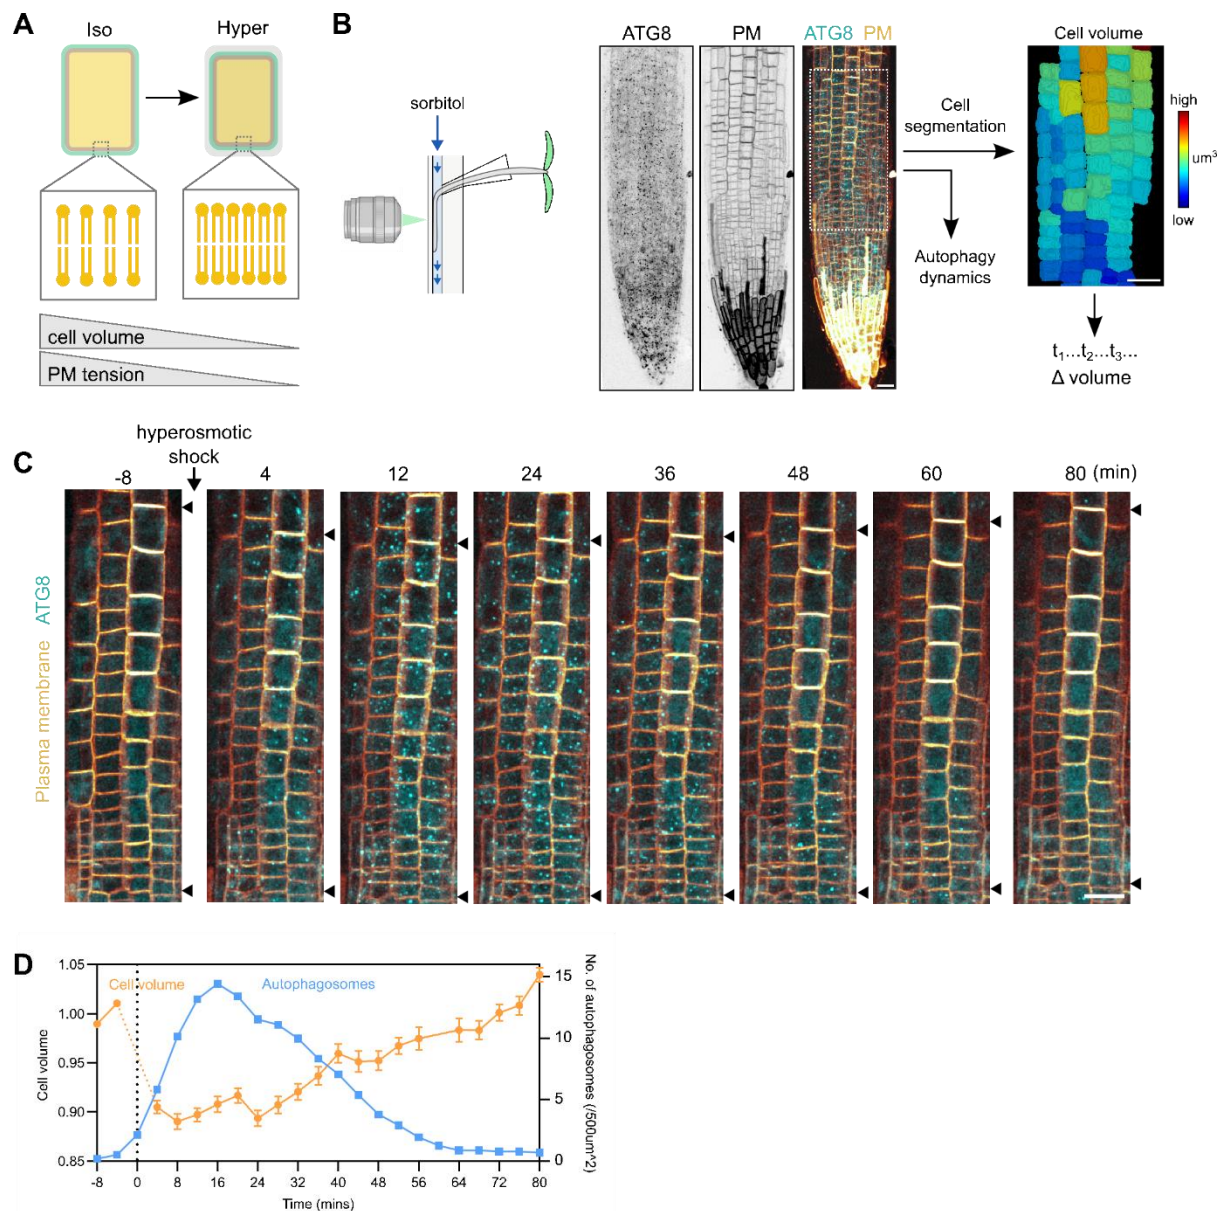 A
Iso
Hyper
cell volume
PM tension
B
sorbitol
ATG8
PM
ATG8 PM
Cell
segmentation
Autophagy
dynamics
Cell volume
high
um³
low
t₁...t₂...t₃...
Δ volume
hyperosmotic
shock
C
-8
4
12
24
36
48
60
80 (min)
Plasma membrane ATG8
D
Cell volume
Autophagosomes
1.05
1.00
0.95
0.90
0.85
Cell volume
15
10
5
0
No. of autophagosomes (/500um^2)
-8 0 8 16 24 32 40 48 56 64 72 80
Time (mins)